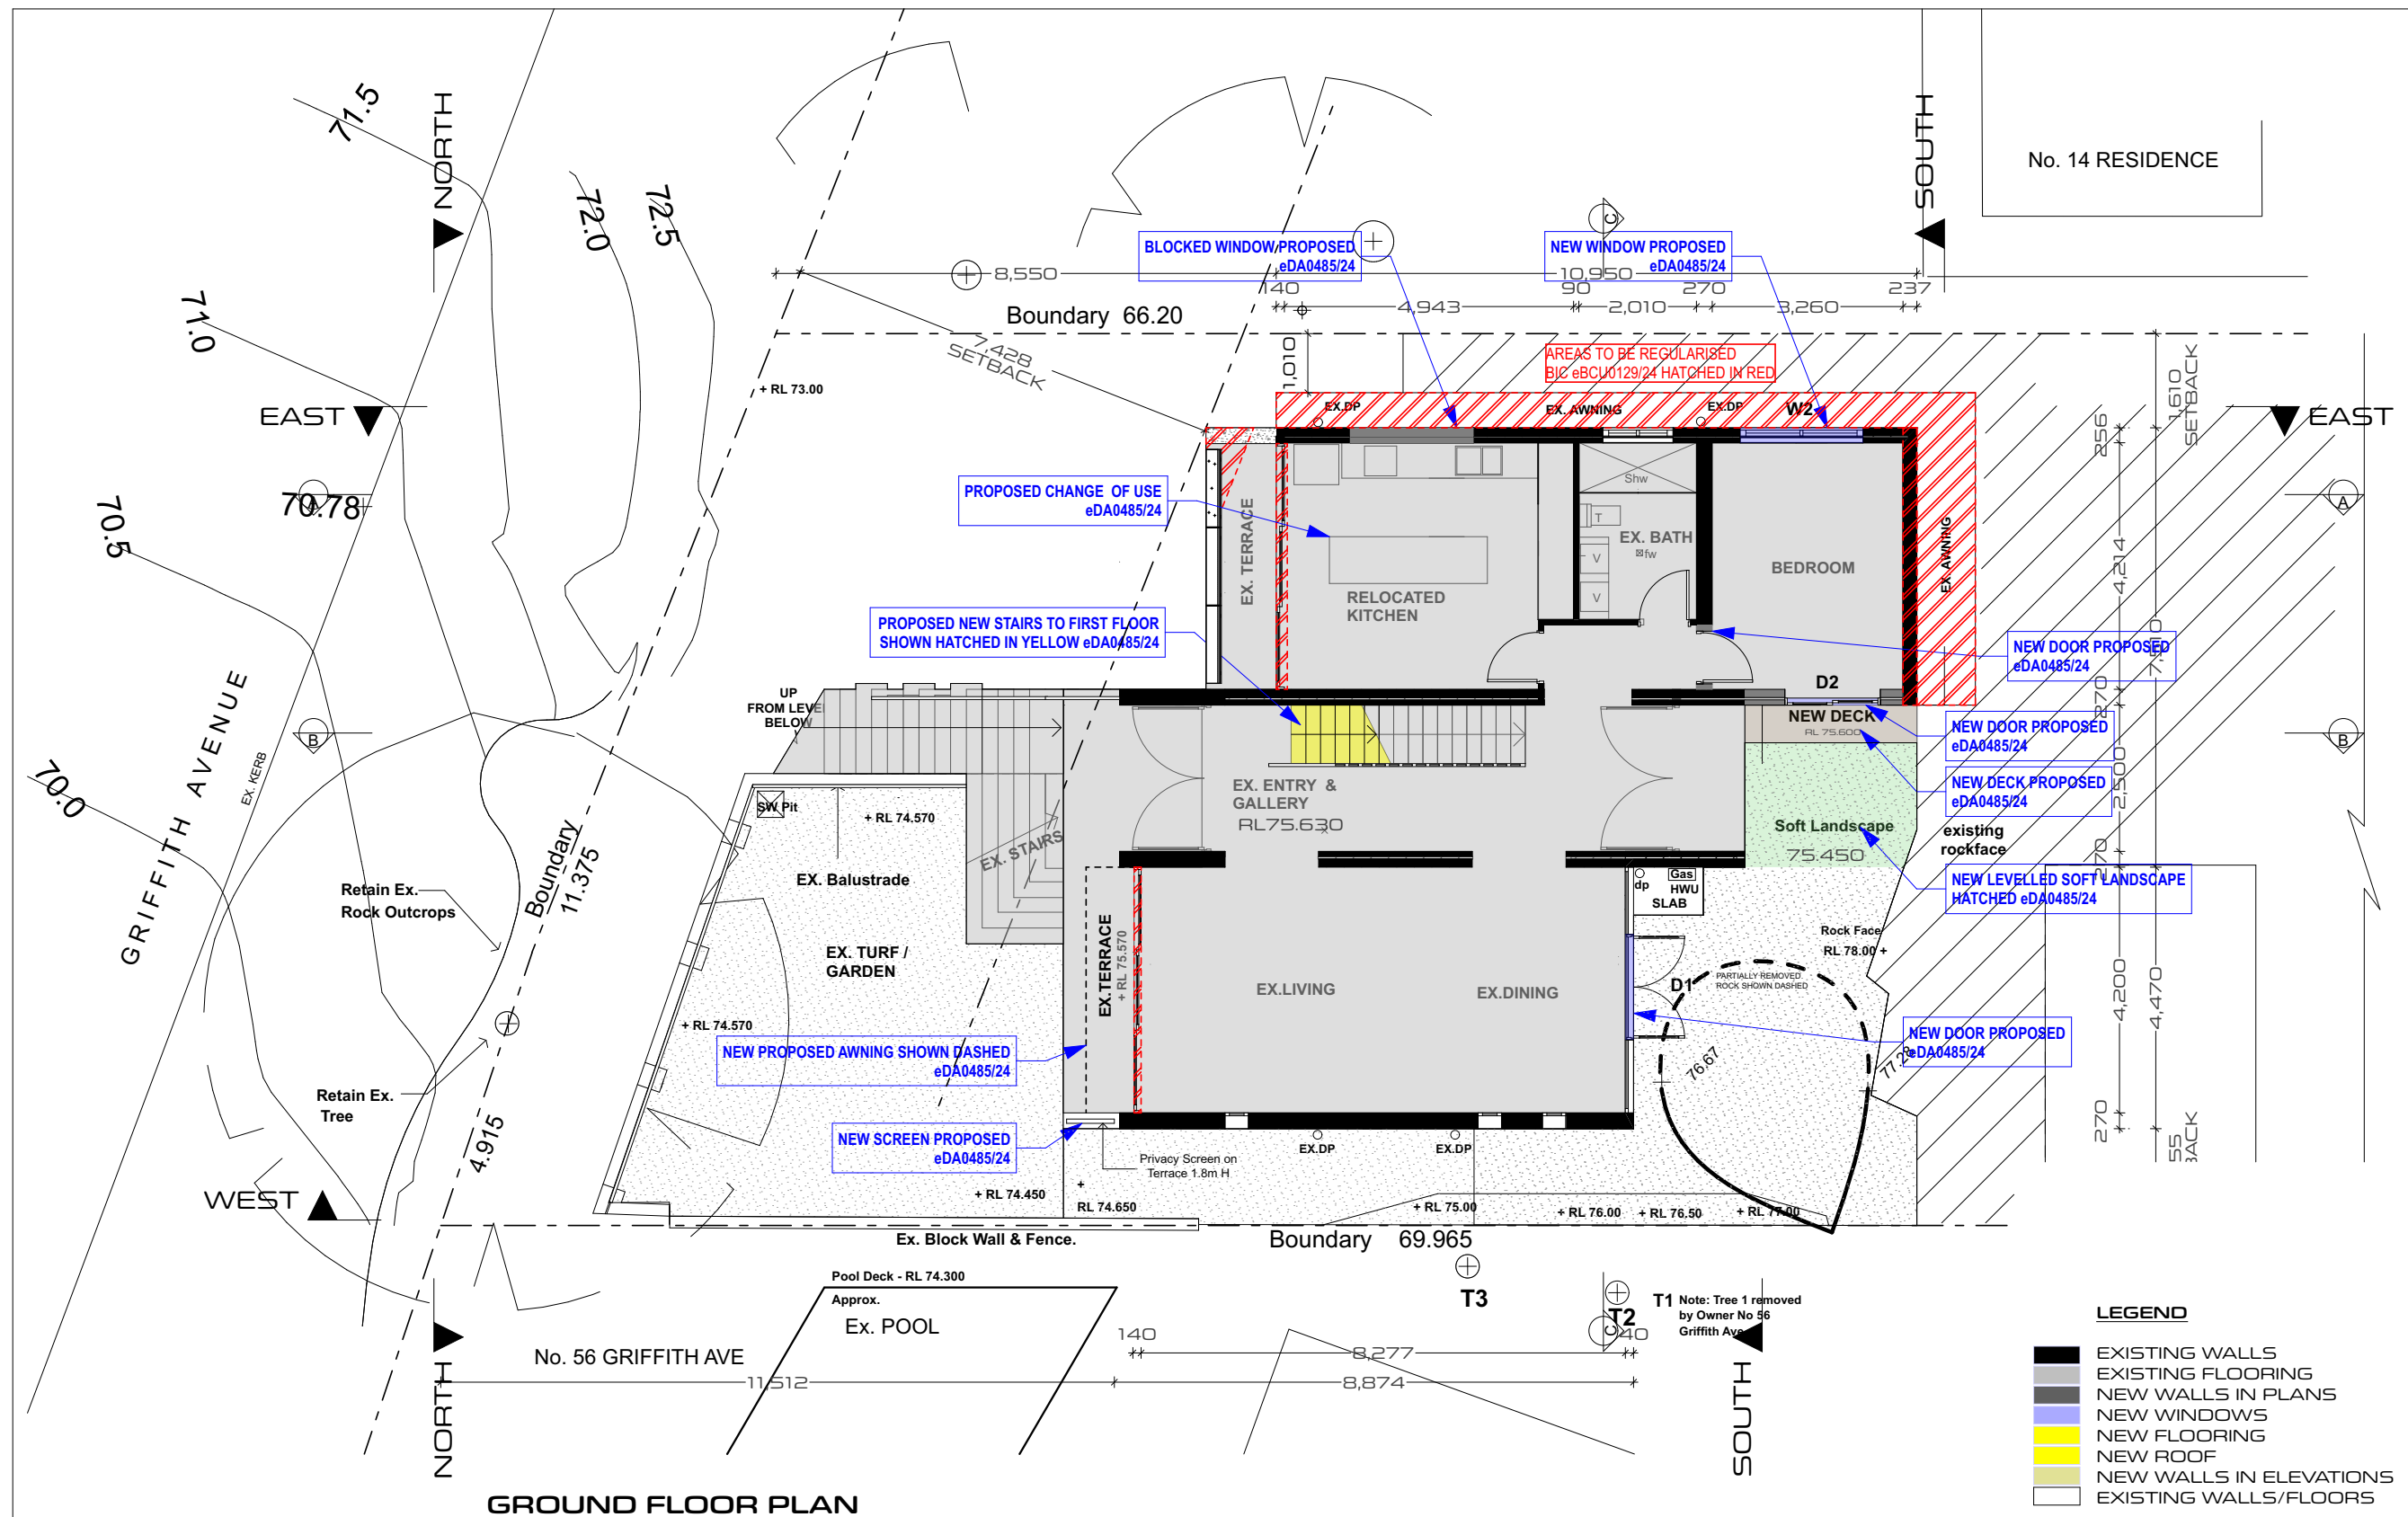 71.5
NORTH
72.0
72.5
71.0
EAST
70.78
A
70.5
B
70.0
GRIFFITH AVENUE
EX. KERB
Retain Ex.
Rock Outcrops
Boundary
11.375
Retain Ex.
Tree
4.915
WEST
NORTH
SOUTH
No. 14 RESIDENCE
C
BLOCKED WINDOW PROPOSED
eDA0485/24
NEW WINDOW PROPOSED
eDA0485/24
8,550
10,950
140
4,943
90
2,010
270
3,260
237
Boundary 66.20
7,428
SETBACK
1,010
AREAS TO BE REGULARISED
BIC eBCU0129/24 HATCHED IN RED
+ RL 73.00
EX.DP
EX. AWNING
EX.DP
W2
1,610
SETBACK
EAST
256
PROPOSED CHANGE OF USE
eDA0485/24
EX. TERRACE
Shw
T
EX. BATH
fw
V
V
BEDROOM
EX AWNING
4,214
A
RELOCATED
KITCHEN
PROPOSED NEW STAIRS TO FIRST FLOOR
SHOWN HATCHED IN YELLOW eDA0485/24
NEW DOOR PROPOSED
eDA0485/24
UP
FROM LEVEL
BELOW
D2
270
NEW DECK
RL 75.600
NEW DOOR PROPOSED
eDA0485/24
B
NEW DECK PROPOSED
eDA0485/24
2,500
EX. ENTRY &
GALLERY
RL75.630
SW Pit
+ RL 74.570
EX. STAIRS
Soft Landscape
75.450
existing
rockface
270
EX. Balustrade
dp
Gas
HWU
SLAB
NEW LEVELLED SOFT LANDSCAPE
HATCHED eDA0485/24
EX. TURF /
GARDEN
EX.TERRACE
+ RL 75.570
EX.LIVING
EX.DINING
Rock Face
RL 78.00 +
PARTIALLY REMOVED.
ROCK SHOWN DASHED
D1
4,200
4,470
+ RL 74.570
NEW PROPOSED AWNING SHOWN DASHED
eDA0485/24
NEW DOOR PROPOSED
eDA0485/24
76.67
77.28
NEW SCREEN PROPOSED
eDA0485/24
Privacy Screen on
Terrace 1.8m H
EX.DP
EX.DP
270
55
BACK
+ RL 74.450
+
RL 74.650
+ RL 75.00
+ RL 76.00
+ RL 76.50
+ RL 77.00
Ex. Block Wall & Fence.
Boundary 69.965
Pool Deck - RL 74.300
Approx.
Ex. POOL
T3
T2
T1 Note: Tree 1 removed
by Owner No 56
Griffith Ave
C
140
8,277
40
No. 56 GRIFFITH AVE
11,512
8,874
NORTH
SOUTH
GROUND FLOOR PLAN
LEGEND
EXISTING WALLS
EXISTING FLOORING
NEW WALLS IN PLANS
NEW WINDOWS
NEW FLOORING
NEW ROOF
NEW WALLS IN ELEVATIONS
EXISTING WALLS/FLOORS